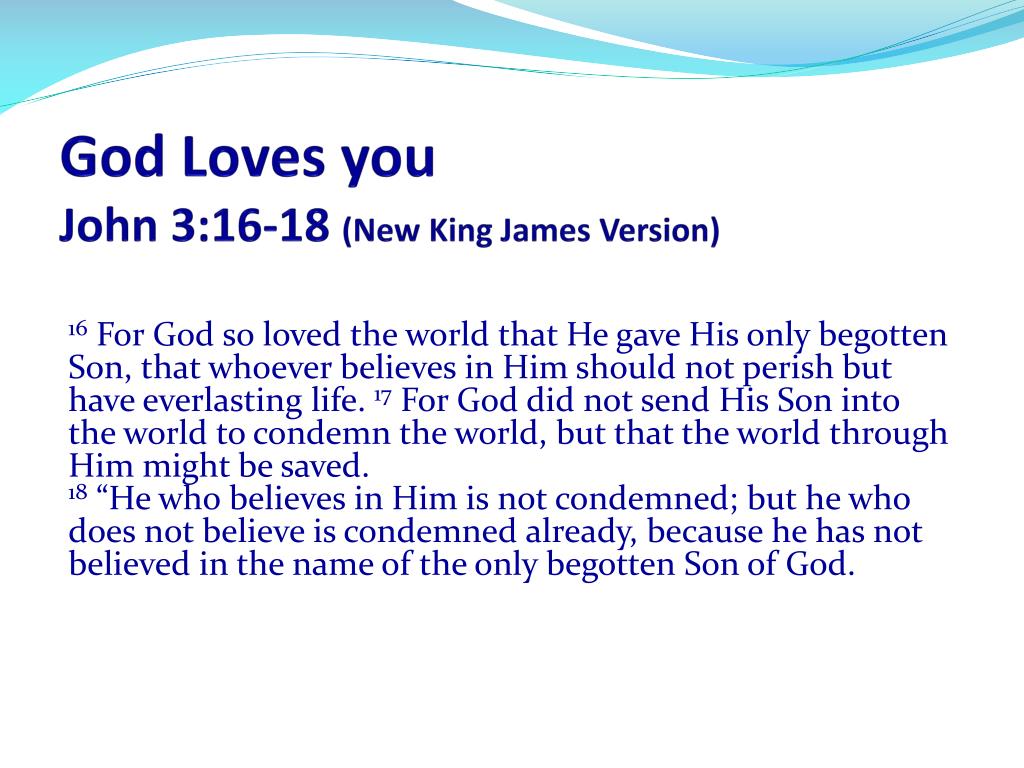 God Loves you
John 3:16-18 (New King James Version)
16 For God so loved the world that He gave His only begotten
Son, that whoever believes in Him should not perish but
have everlasting life. 17 For God did not send His Son into
the world to condemn the world, but that the world through
Him might be saved.
18 “He who believes in Him is not condemned; but he who
does not believe is condemned already, because he has not
believed in the name of the only begotten Son of God.